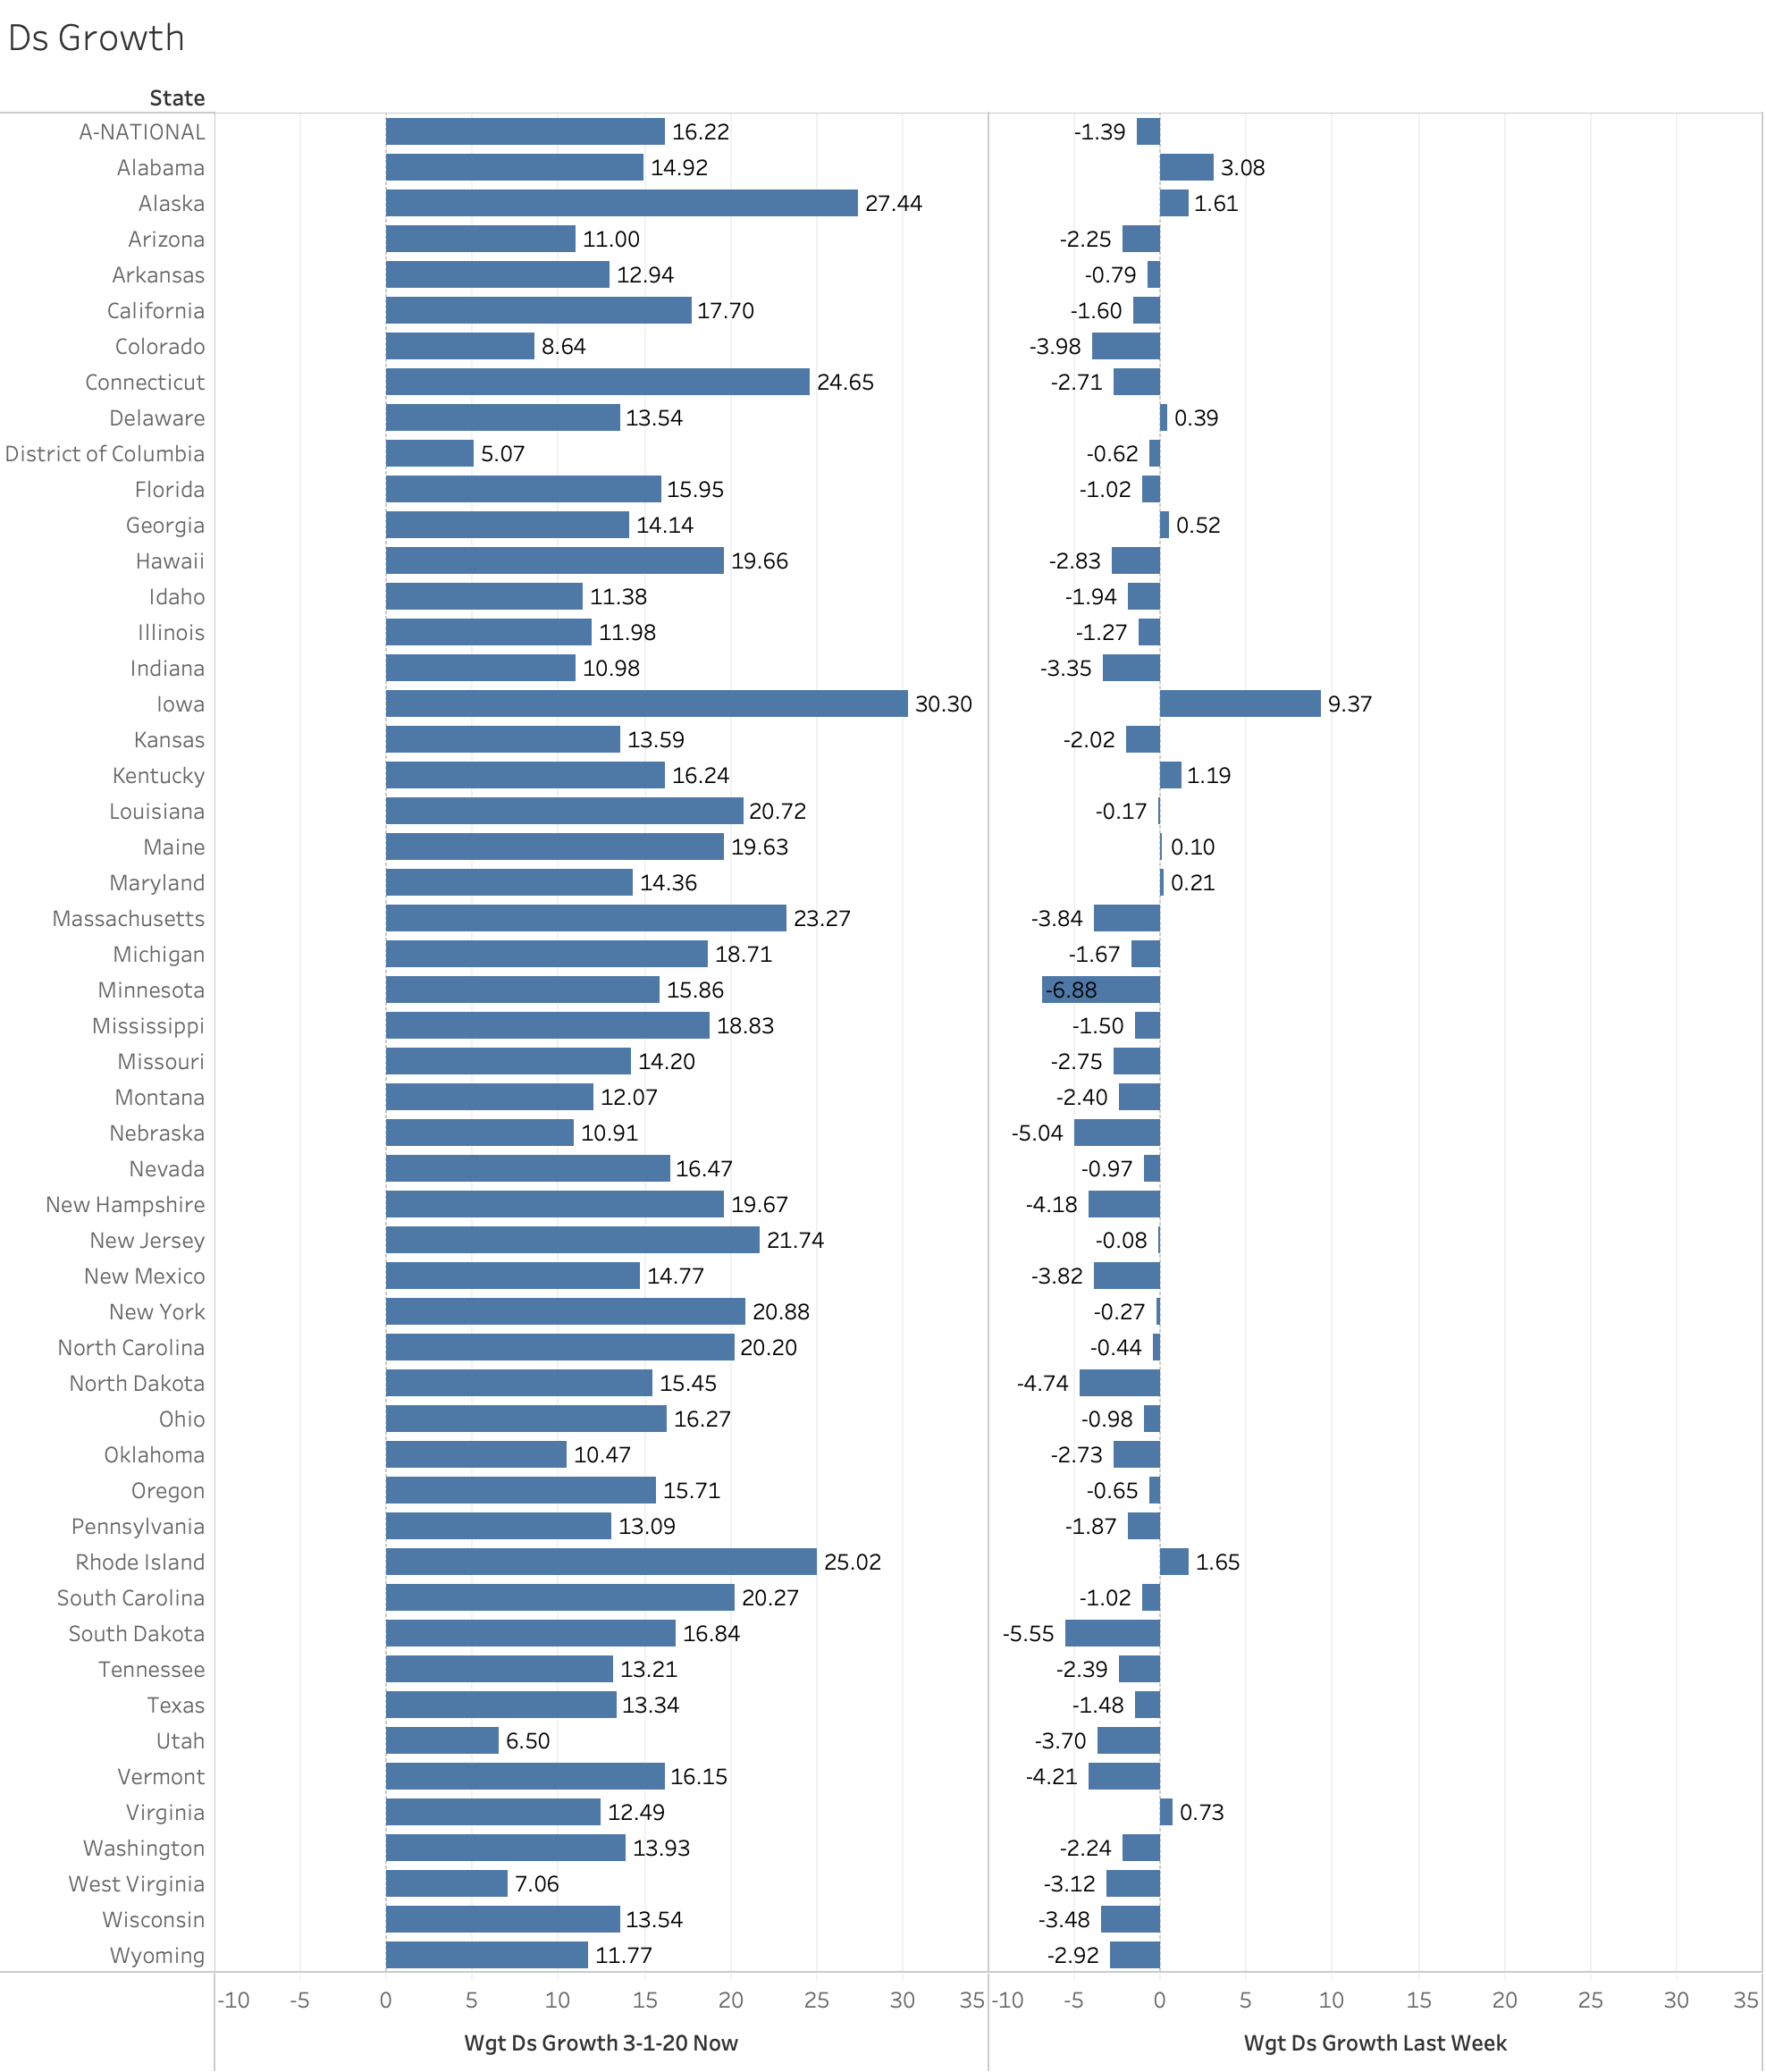 Ds Growth
State
A-NATIONAL 16.22 -1.39
Alabama 14.92 3.08
Alaska 27.44 1.61
Arizona 11.00 -2.25
Arkansas 12.94 -0.79
California 17.70 -1.60
Colorado 8.64 -3.98
Connecticut 24.65 -2.71
Delaware 13.54 0.39
District of Columbia 5.07 -0.62
Florida 15.95 -1.02
Georgia 14.14 0.52
Hawaii 19.66 -2.83
Idaho 11.38 -1.94
Illinois 11.98 -1.27
Indiana 10.98 -3.35
Iowa 30.30 9.37
Kansas 13.59 -2.02
Kentucky 16.24 1.19
Louisiana 20.72 -0.17
Maine 19.63 0.10
Maryland 14.36 0.21
Massachusetts 23.27 -3.84
Michigan 18.71 -1.67
Minnesota 15.86 -6.88
Mississippi 18.83 -1.50
Missouri 14.20 -2.75
Montana 12.07 -2.40
Nebraska 10.91 -5.04
Nevada 16.47 -0.97
New Hampshire 19.67 -4.18
New Jersey 21.74 -0.08
New Mexico 14.77 -3.82
New York 20.88 -0.27
North Carolina 20.20 -0.44
North Dakota 15.45 -4.74
Ohio 16.27 -0.98
Oklahoma 10.47 -2.73
Oregon 15.71 -0.65
Pennsylvania 13.09 -1.87
Rhode Island 25.02 1.65
South Carolina 20.27 -1.02
South Dakota 16.84 -5.55
Tennessee 13.21 -2.39
Texas 13.34 -1.48
Utah 6.50 -3.70
Vermont 16.15 -4.21
Virginia 12.49 0.73
Washington 13.93 -2.24
West Virginia 7.06 -3.12
Wisconsin 13.54 -3.48
Wyoming 11.77 -2.92
-10 -5 0 5 10 15 20 25 30 35 -10 -5 0 5 10 15 20 25 30 35
Wgt Ds Growth 3-1-20 Now Wgt Ds Growth Last Week